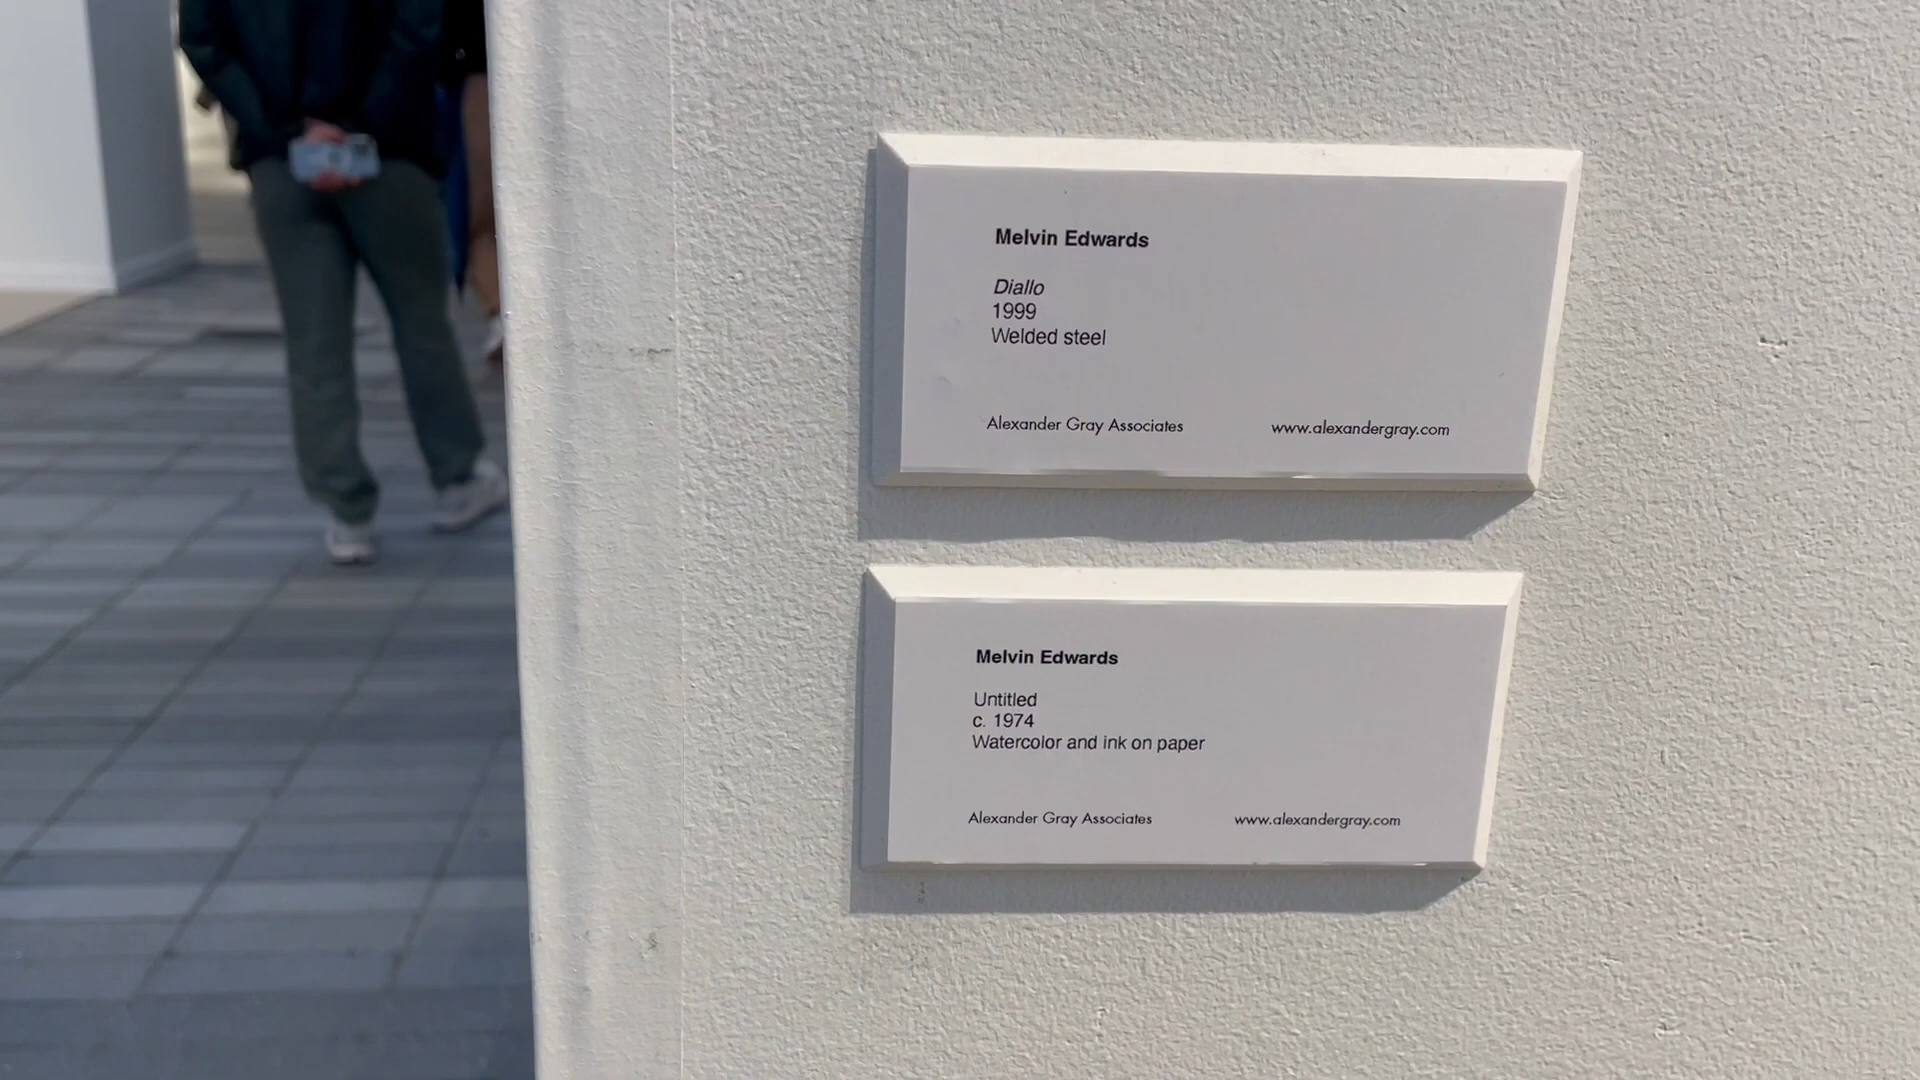 Melvin Edwards
Diallo
1999
Welded steel
Alexander Gray Associates www.alexandergray.com
Melvin Edwards
Untitled
c. 1974
Watercolor and ink on paper
Alexander Gray Associates www.alexandergray.com